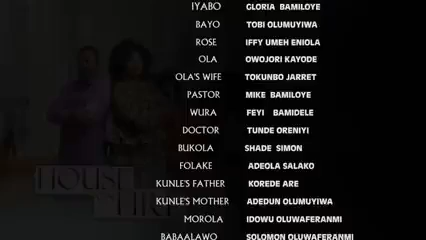 IYABO GLORIA BAMILOYE
BAYO TOBI OLUMUYIWA
ROSE IFFY UMEH ENIOLA
OLA OWOJORI KAYODE
OLA'S WIFE TOKUNBO JARRET
PASTOR MIKE BAMILOYE
WURA FEYI BAMIDELE
DOCTOR TUNDE ORENIYI
BUKOLA SHADE SIMON
FOLAKE ADEOLA SALAKO
KUNLE'S FATHER KOREDE ARE
KUNLE'S MOTHER ADEDUN OLUMUYIWA
MOROLA IDOWU OLUWAFERANMI
BABAALAWO SOLOMON OLUWAFERANMI
HOUSE